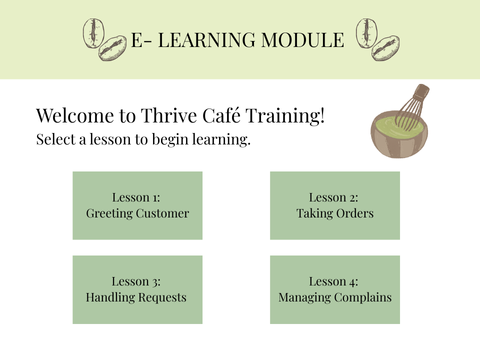 E- LEARNING MODULE
Welcome to Thrive Café Training!
Select a lesson to begin learning.
Lesson 1:
Greeting Customer
Lesson 2:
Taking Orders
Lesson 3:
Handling Requests
Lesson 4:
Managing Complains